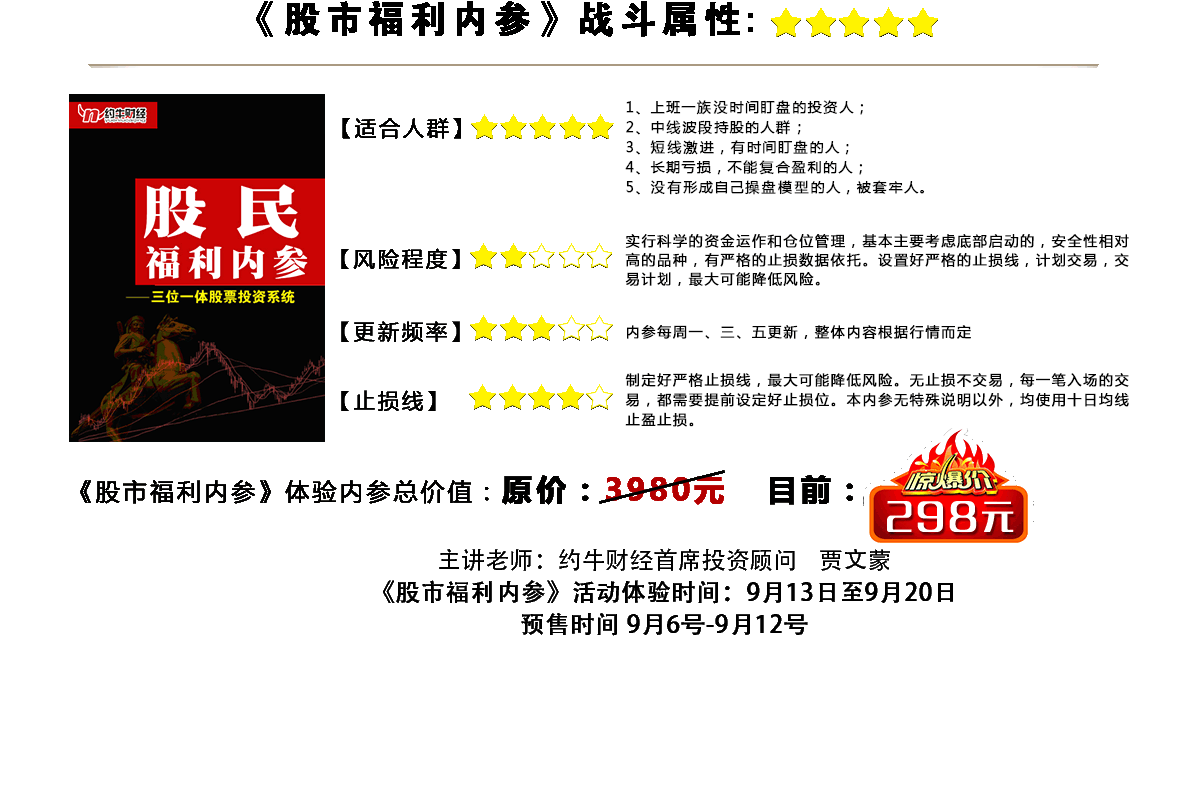 《股市福利内参》战斗属性:
约牛财经
股民
福利内参
——三位一体股票投资系统
【适合人群】
1、上班一族没时间盯盘的投资人；
2、中线波段持股的人群；
3、短线激进，有时间盯盘的人；
4、长期亏损，不能复合盈利的人；
5、没有形成自己操盘模型的人，被套牢人。
【风险程度】
实行科学的资金运作和仓位管理，基本主要考虑底部启动的，安全性相对
高的品种，有严格的止损数据依托。设置好严格的止损线，计划交易，交
易计划，最大可能降低风险。
【更新频率】
内参每周一、三、五更新，整体内容根据行情而定
【止损线】
制定好严格止损线，最大可能降低风险。无止损不交易，每一笔入场的交
易，都需要提前设定好止损位。本内参无特殊说明以外，均使用十日均线
止盈止损。
《股市福利内参》体验内参总价值：原价：3980元 目前：
惊爆价
298元
主讲老师：约牛财经首席投资顾问 贾文蒙
《股市福利内参》活动体验时间：9月13日至9月20日
预售时间 9月6号-9月12号